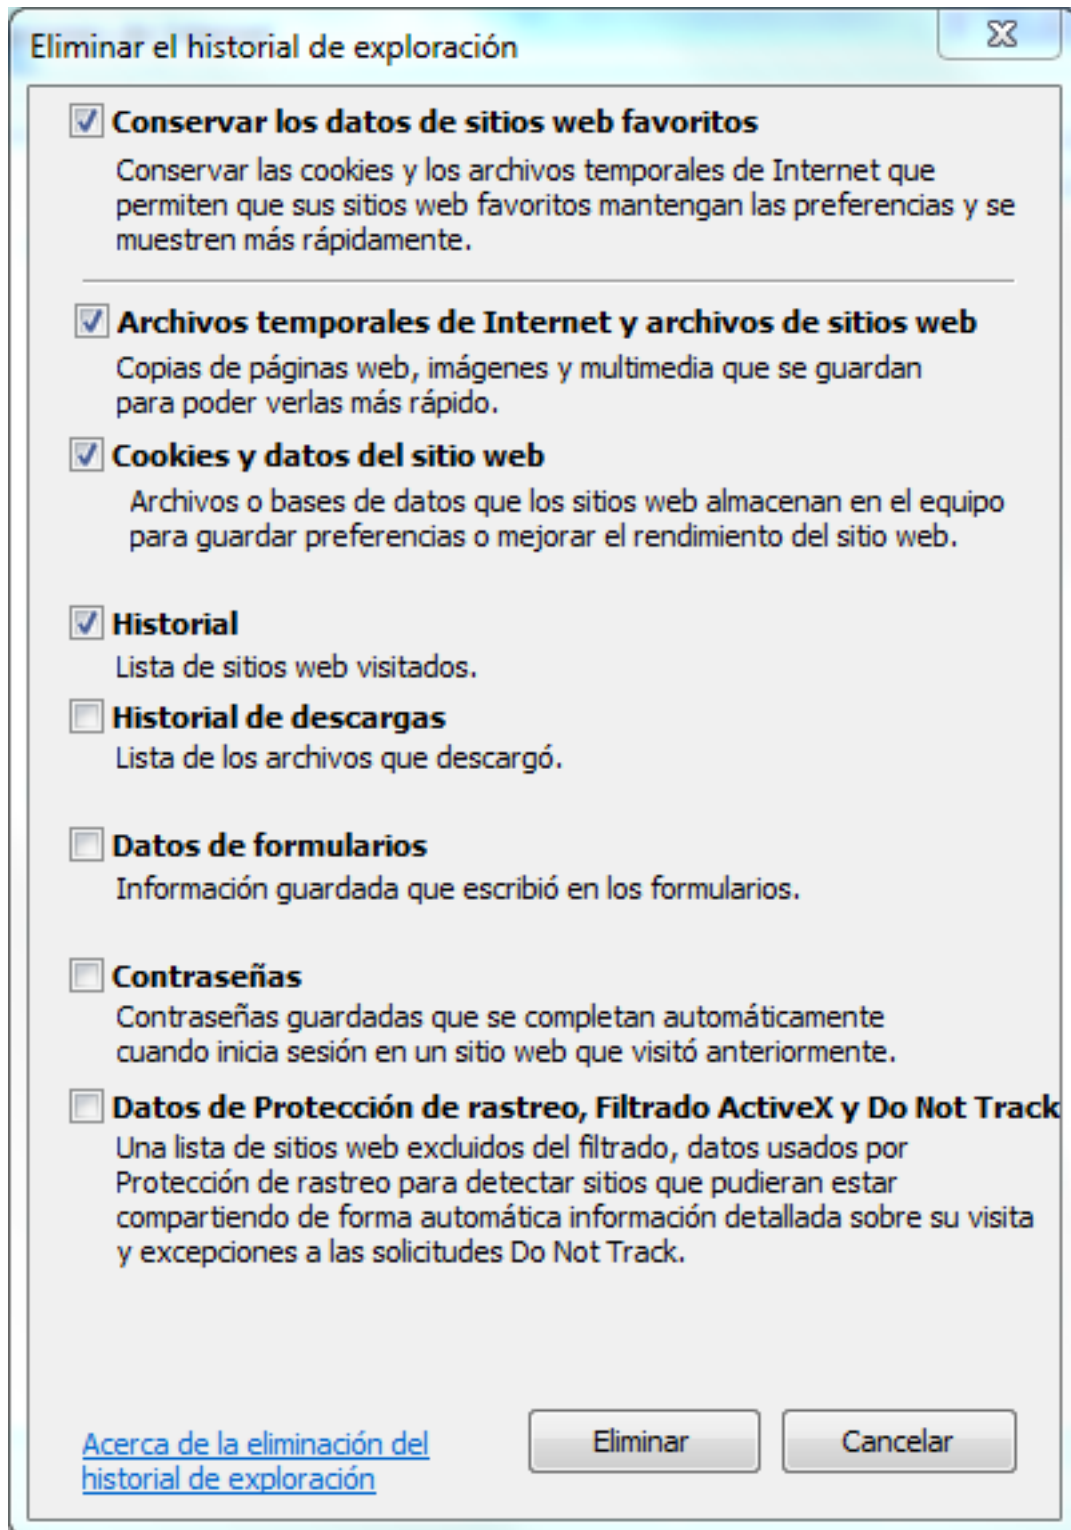 Eliminar el historial de exploración
Conservar los datos de sitios web favoritos
Conservar las cookies y los archivos temporales de Internet que
permiten que sus sitios web favoritos mantengan las preferencias y se
muestren más rápidamente.
Archivos temporales de Internet y archivos de sitios web
Copias de páginas web, imágenes y multimedia que se guardan
para poder verlas más rápido.
Cookies y datos del sitio web
Archivos o bases de datos que los sitios web almacenan en el equipo
para guardar preferencias o mejorar el rendimiento del sitio web.
Historial
Lista de sitios web visitados.
Historial de descargas
Lista de los archivos que descargó.
Datos de formularios
Información guardada que escribió en los formularios.
Contraseñas
Contraseñas guardadas que se completan automáticamente
cuando inicia sesión en un sitio web que visitó anteriormente.
Datos de Protección de rastreo, Filtrado ActiveX y Do Not Track
Una lista de sitios web excluidos del filtrado, datos usados por
Protección de rastreo para detectar sitios que pudieran estar
compartiendo de forma automática información detallada sobre su visita
y excepciones a las solicitudes Do Not Track.
Acerca de la eliminación del
historial de exploración
Eliminar
Cancelar